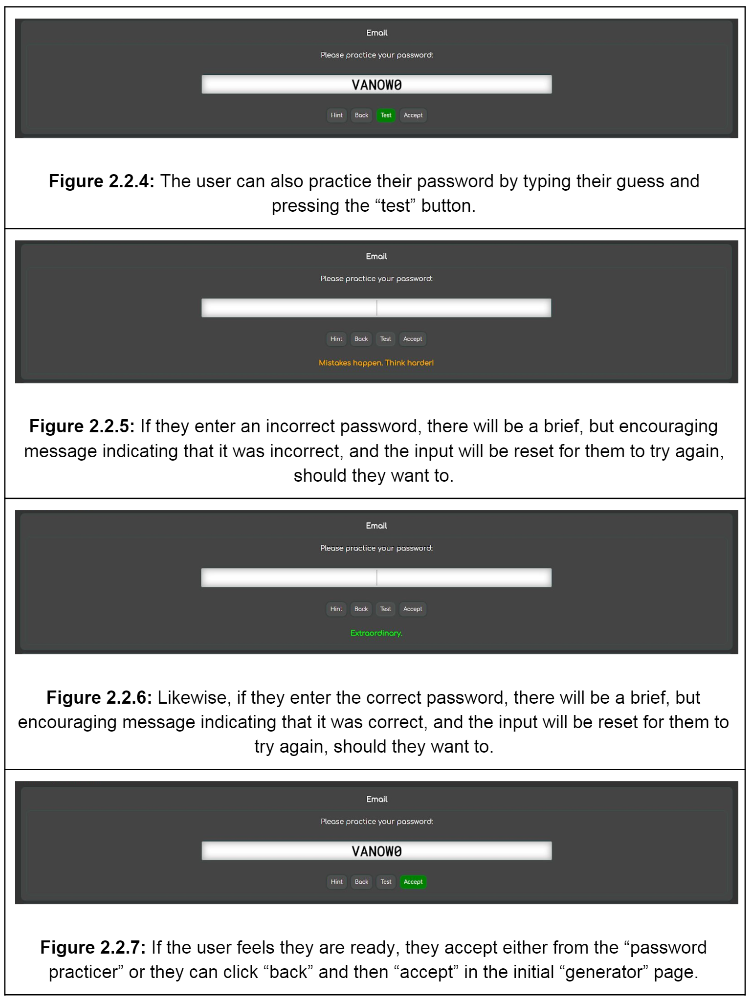 Email
Please practice your password:
VANOW0
Hint Back Test Accept
Figure 2.2.4: The user can also practice their password by typing their guess and
pressing the “test” button.
Email
Please practice your password:
Hint Back Test Accept
Mistakes happen. Think harder!
Figure 2.2.5: If they enter an incorrect password, there will be a brief, but encouraging
message indicating that it was incorrect, and the input will be reset for them to try again,
should they want to.
Email
Please practice your password:
Hint Back Test Accept
Extraordinary.
Figure 2.2.6: Likewise, if they enter the correct password, there will be a brief, but
encouraging message indicating that it was correct, and the input will be reset for them to
try again, should they want to.
Email
Please practice your password:
VANOW0
Hint Back Test Accept
Figure 2.2.7: If the user feels they are ready, they accept either from the “password
practicer” or they can click “back” and then “accept” in the initial “generator” page.